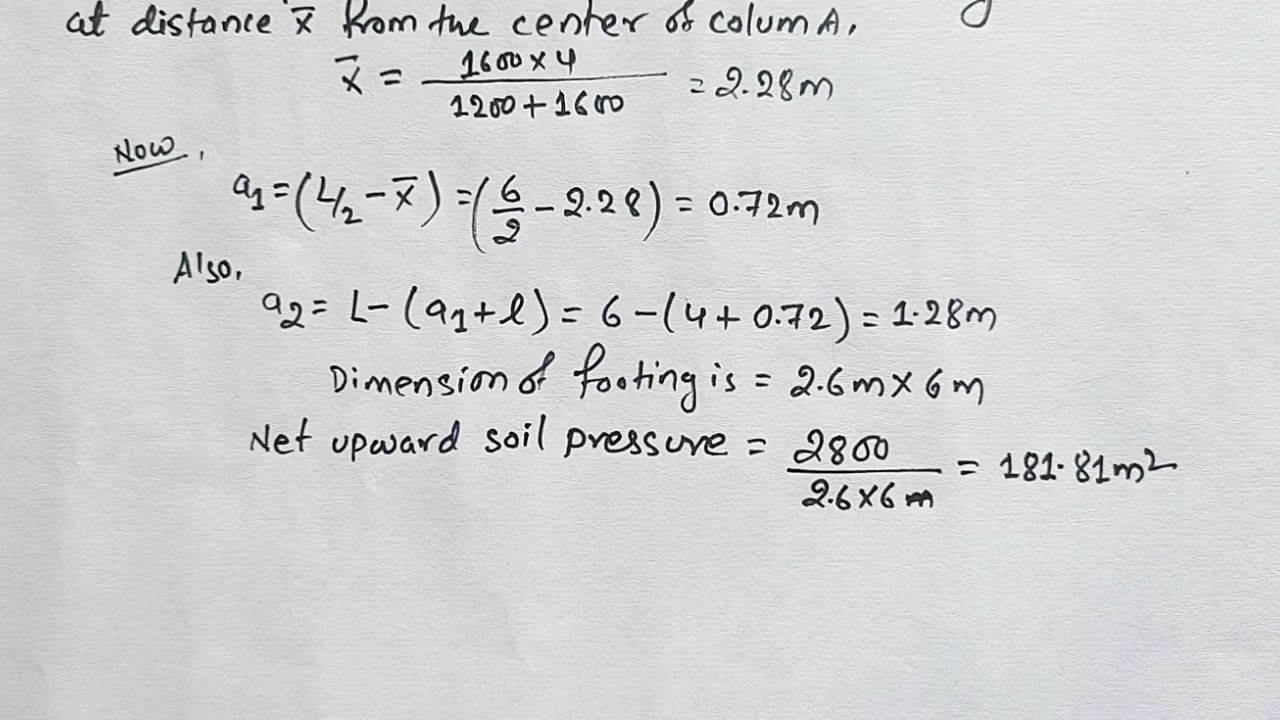 at distance x̄ from the center of colum A.
x̄ = 1600 × 4 / 1200 + 1600 = 2.28m
Now,
a1 = (L/2 - x̄) = (6/2 - 2.28) = 0.72m
Also,
a2 = L - (a1 + l) = 6 - (4 + 0.72) = 1.28m
Dimension of footing is = 2.6m × 6m
Net upward soil pressure = 2800 / 2.6 × 6 m = 181.81m²